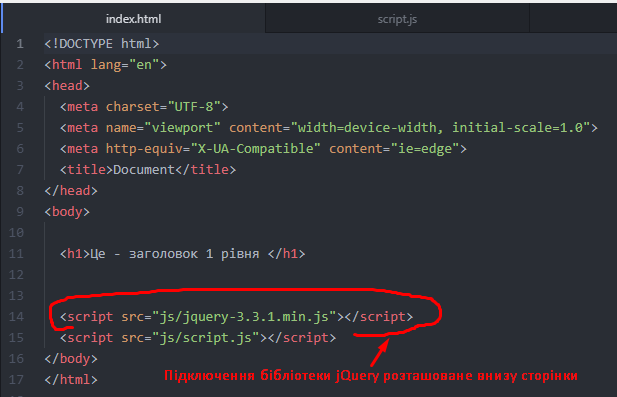 index.html script.js
1 <!DOCTYPE html>
2 <html lang="en">
3 <head>
4 <meta charset="UTF-8">
5 <meta name="viewport" content="width=device-width, initial-scale=1.0">
6 <meta http-equiv="X-UA-Compatible" content="ie=edge">
7 <title>Document</title>
8 </head>
9 <body>
10
11 <h1>Це - заголовок 1 рівня </h1>
12
13
14 <script src="js/jquery-3.3.1.min.js"></script>
15 <script src="js/script.js"></script>
16 </body>
17 </html>
Підключення бібліотеки jQuery розташоване внизу сторінки